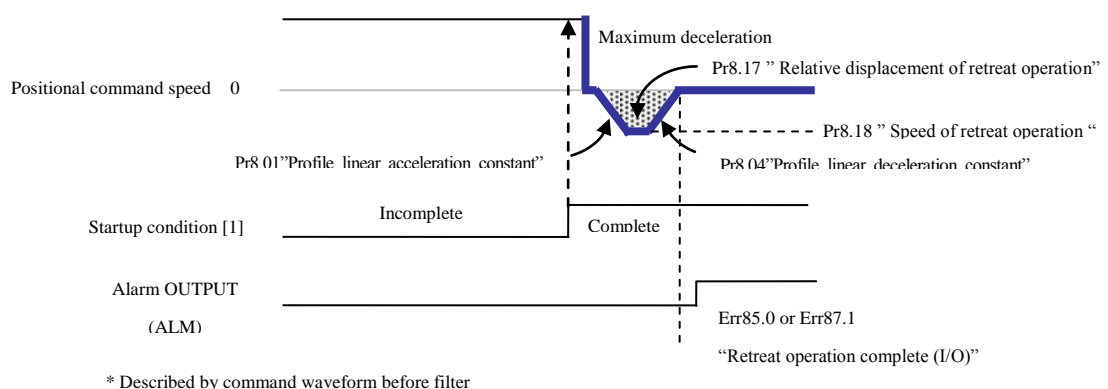 Maximum deceleration
Pr8.17 ” Relative displacement of retreat operation”
Positional command speed 0
Pr8.18 ” Speed of retreat operation “
Pr8.01”Profile linear acceleration constant”
Pr8.04”Profile linear deceleration constant”
Incomplete
Startup condition [1]
Complete
Alarm OUTPUT
(ALM)
Err85.0 or Err87.1
“Retreat operation complete (I/O)”
* Described by command waveform before filter